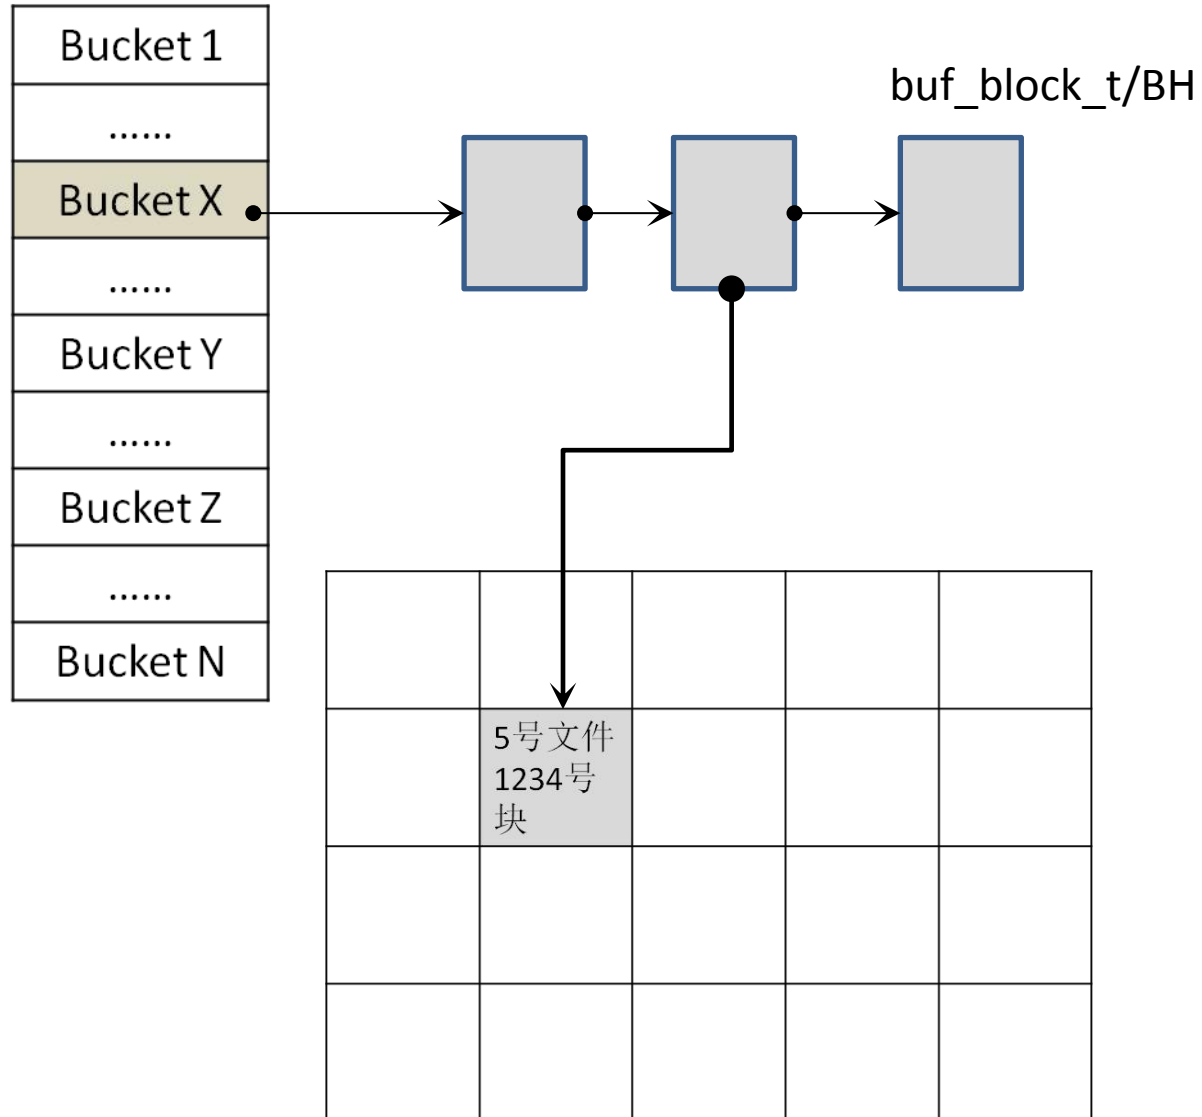 Bucket 1
......
Bucket X
......
Bucket Y
......
Bucket Z
......
Bucket N
buf_block_t/BH
5号文件
1234号
块